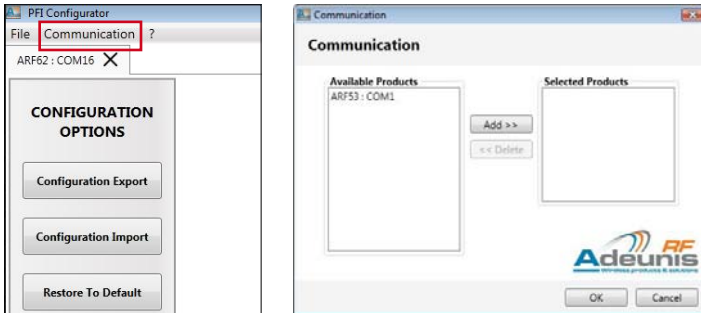 PFI Configurator
File Communication ?
ARF62 : COM16
CONFIGURATION
OPTIONS
Configuration Export
Configuration Import
Restore To Default
Communication
Communication
Available Products
Selected Products
ARF53 : COM1
Add >>
<< Delete
Adeunis RF
Wireless products & solutions
OK Cancel